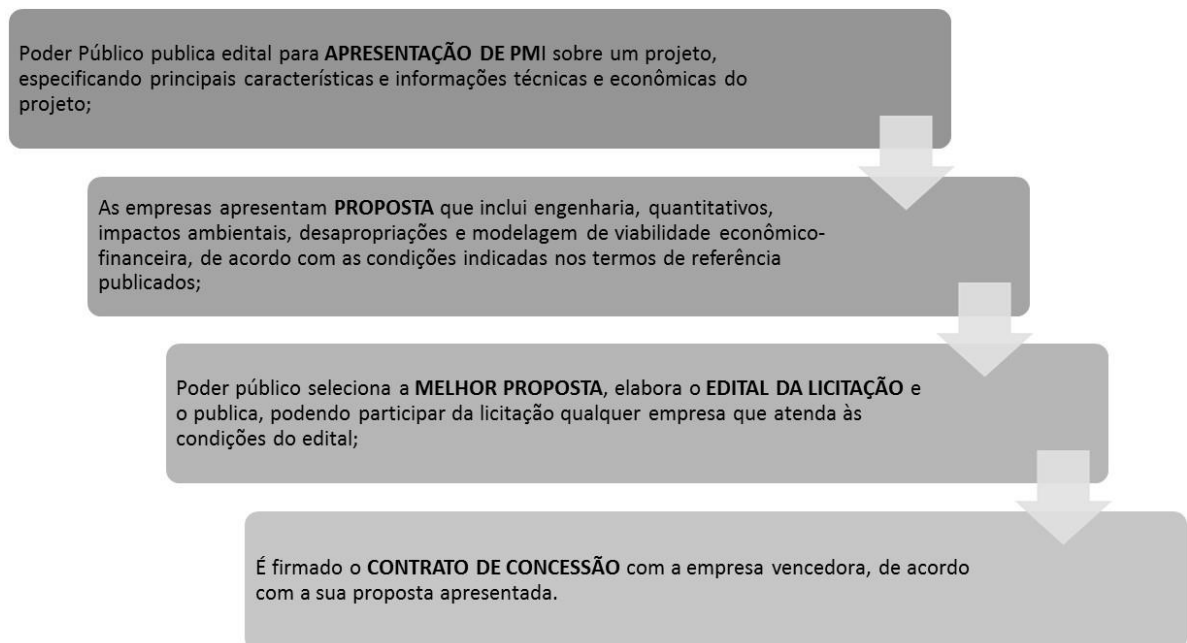 Poder Público publica edital para APRESENTAÇÃO DE PMI sobre um projeto,
especificando principais características e informações técnicas e econômicas do
projeto;
As empresas apresentam PROPOSTA que inclui engenharia, quantitativos,
impactos ambientais, desapropriações e modelagem de viabilidade econômico-
financeira, de acordo com as condições indicadas nos termos de referência
publicados;
Poder público seleciona a MELHOR PROPOSTA, elabora o EDITAL DA LICITAÇÃO e
o publica, podendo participar da licitação qualquer empresa que atenda às
condições do edital;
É firmado o CONTRATO DE CONCESSÃO com a empresa vencedora, de acordo
com a sua proposta apresentada.